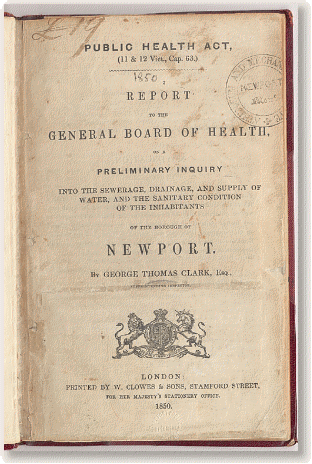 PUBLIC HEALTH ACT,
(11 & 12 Vict., Cap. 63.)
1850
REPORT
TO THE
GENERAL BOARD OF HEALTH,
ON A
PRELIMINARY INQUIRY
INTO THE SEWERAGE, DRAINAGE, AND SUPPLY OF
WATER, AND THE SANITARY CONDITION
OF THE INHABITANTS
OF THE BOROUGH OF
NEWPORT.
BY GEORGE THOMAS CLARK, ESQ.
LONDON:
PRINTED BY W. CLOWES & SONS, STAMFORD STREET,
FOR HER MAJESTY'S STATIONERY OFFICE.
1850.